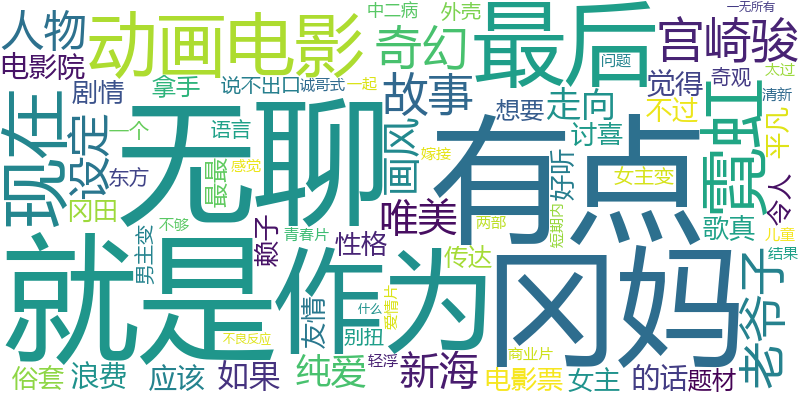 一无所有
中二病
外壳
人物
动画电影
奇幻
最后
宫崎骏
电影院
问题
太过
说不出口
诚哥式
一起
觉得
奇观
剧情
拿手
故事
想要
走向
不过
清新
现在
设定
无聊
有点
霓虹
平凡
一个
语言
画风
讨喜
东方
最最
感觉
嫁接
好听
女主变
令人
冈田
赖子
唯美
歌真
不够
青春片
两部
短期内
儿童
男主变
性格
传达
结果
就是
作为
冈妈
老爷子
友情
什么
爱情片
别扭
不良反应
商业片
轻浮
俗套
浪费
应该
如果
纯爱
新海
电影票
女主
的话
题材